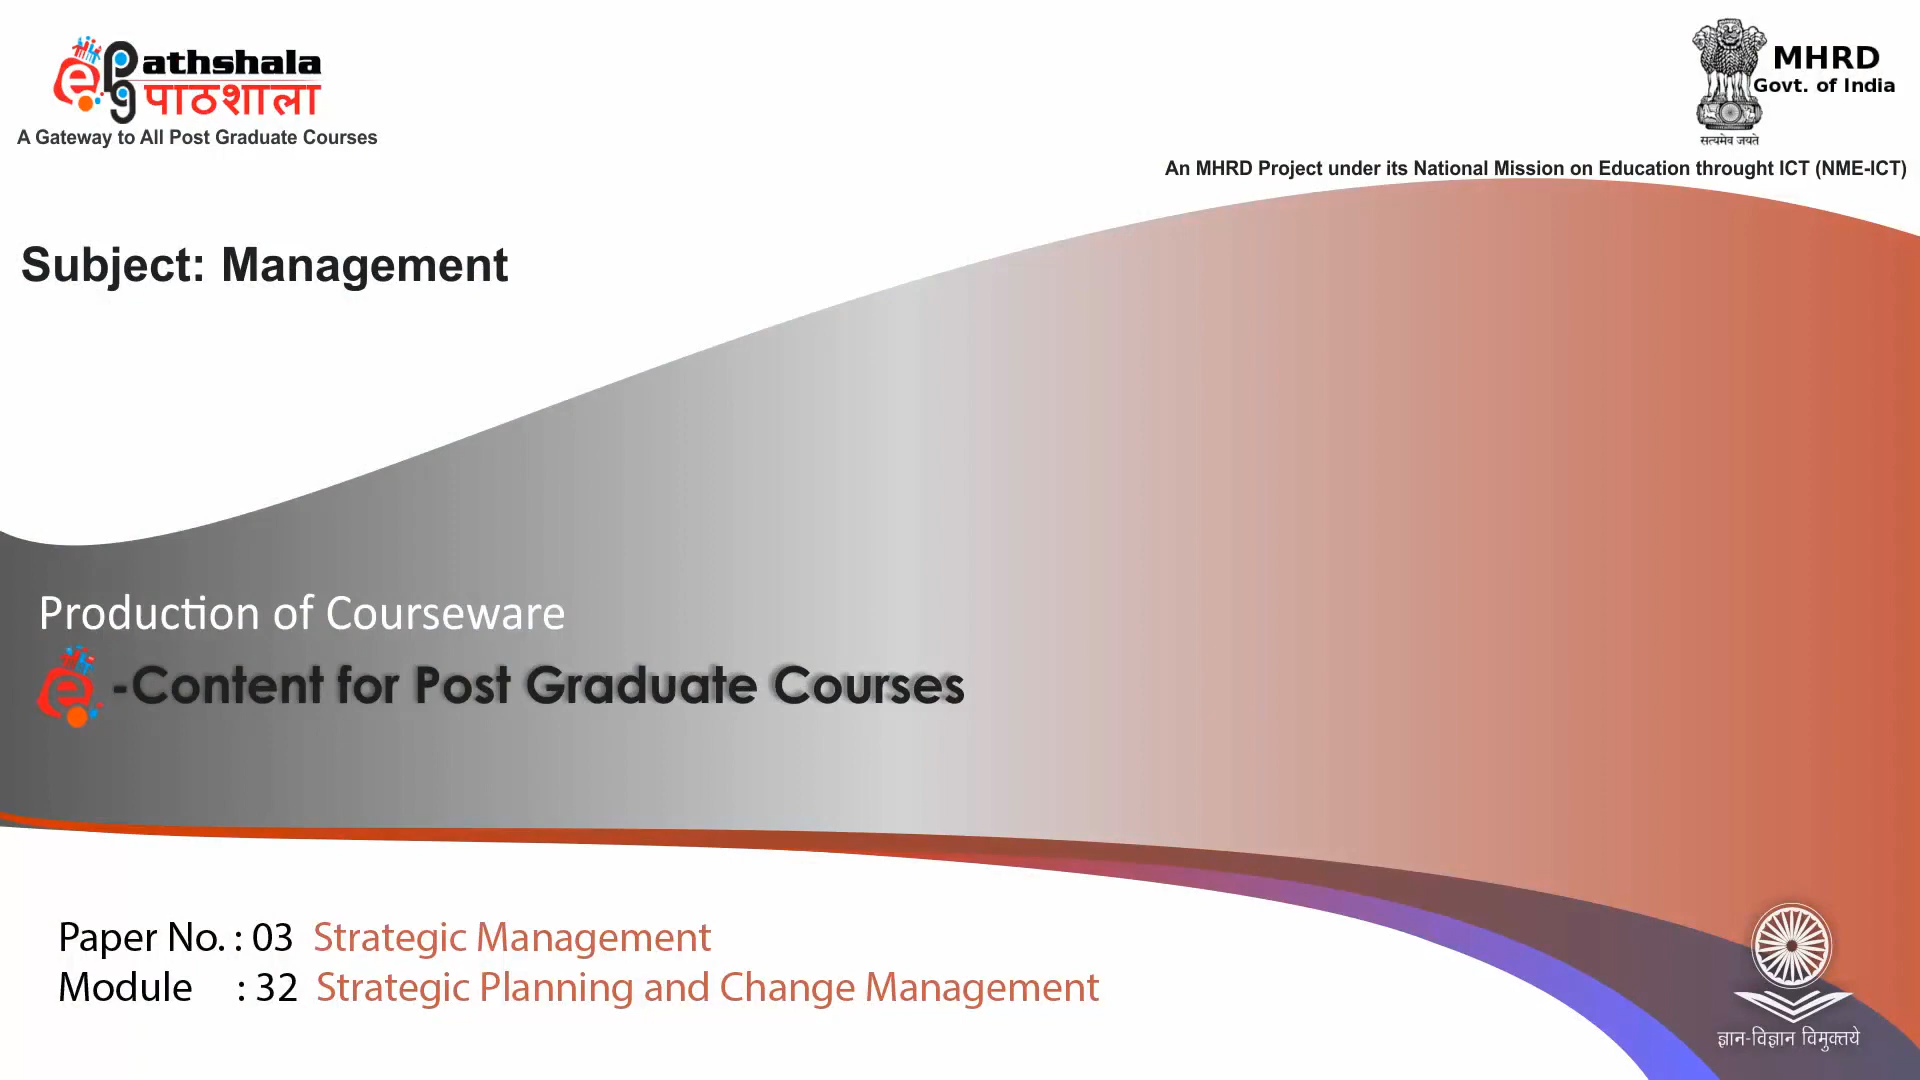 ePg Pathshala
पाठशाला
A Gateway to All Post Graduate Courses
MHRD
Govt. of India
सत्यमेव जयते
An MHRD Project under its National Mission on Education throught ICT (NME-ICT)
Subject: Management
Production of Courseware
e -Content for Post Graduate Courses
Paper No. : 03 Strategic Management
Module : 32 Strategic Planning and Change Management
ज्ञान-विज्ञान विमुक्तये